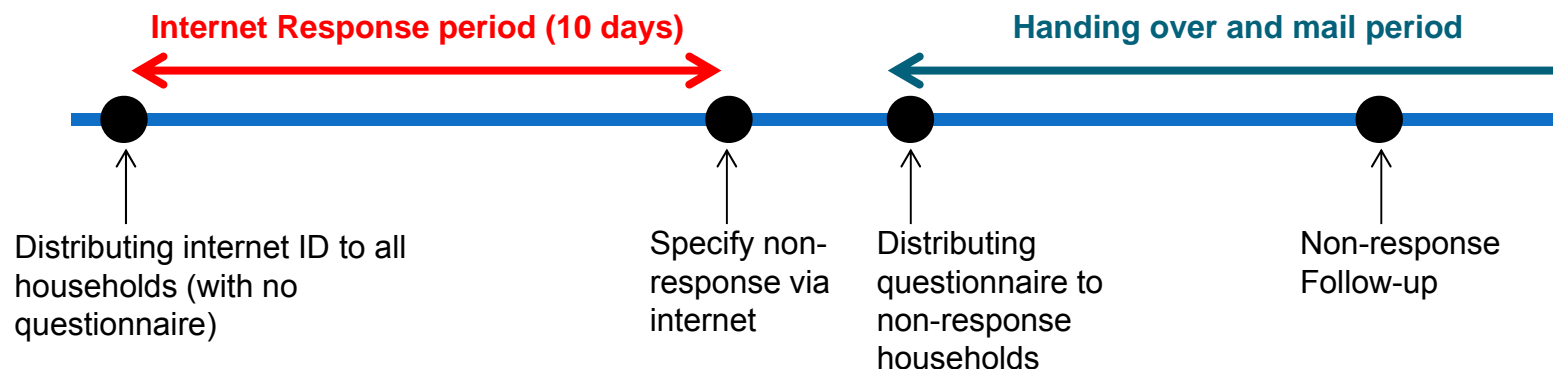 Internet Response period (10 days)
Handing over and mail period
Distributing internet ID to all
households (with no
questionnaire)
Specify non-
response via
internet
Distributing
questionnaire to
non-response
households
Non-response
Follow-up